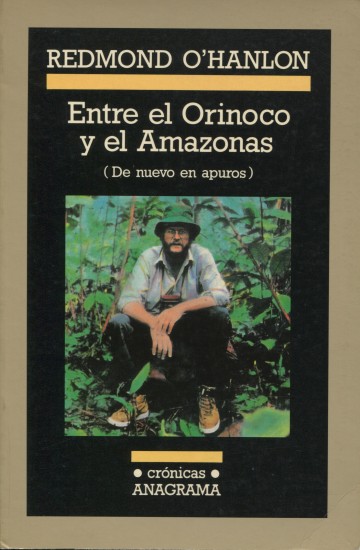 REDMOND O'HANLON
Entre el Orinoco
y el Amazonas
(De nuevo en apuros)
• crónicas •
ANAGRAMA